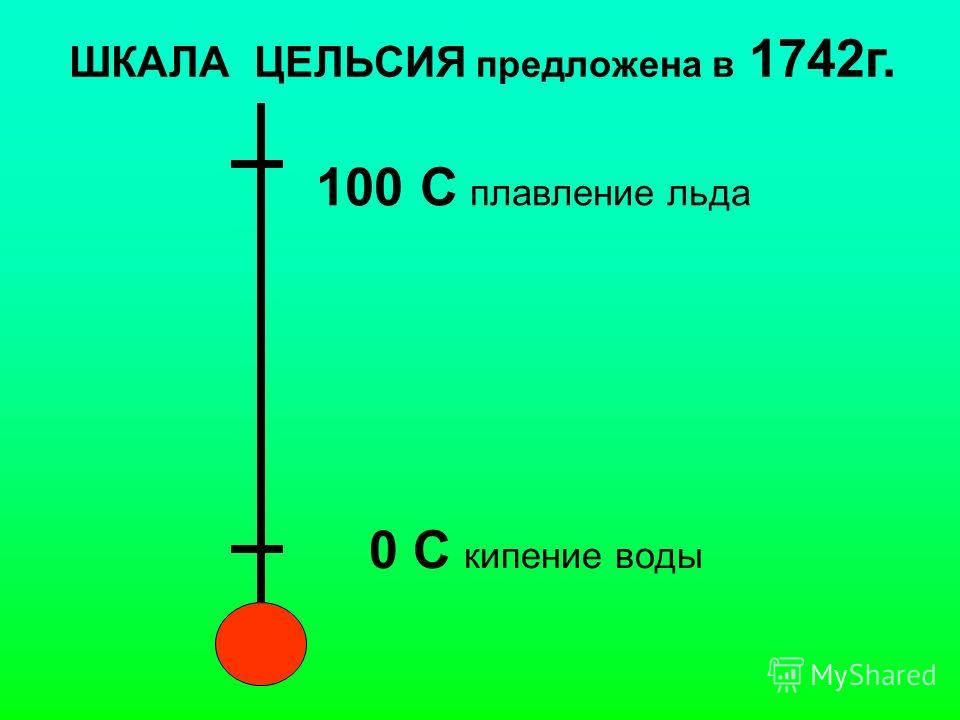 ШКАЛА ЦЕЛЬСИЯ предложена в 1742г.
100 С плавление льда
0 С кипение воды
MyShared